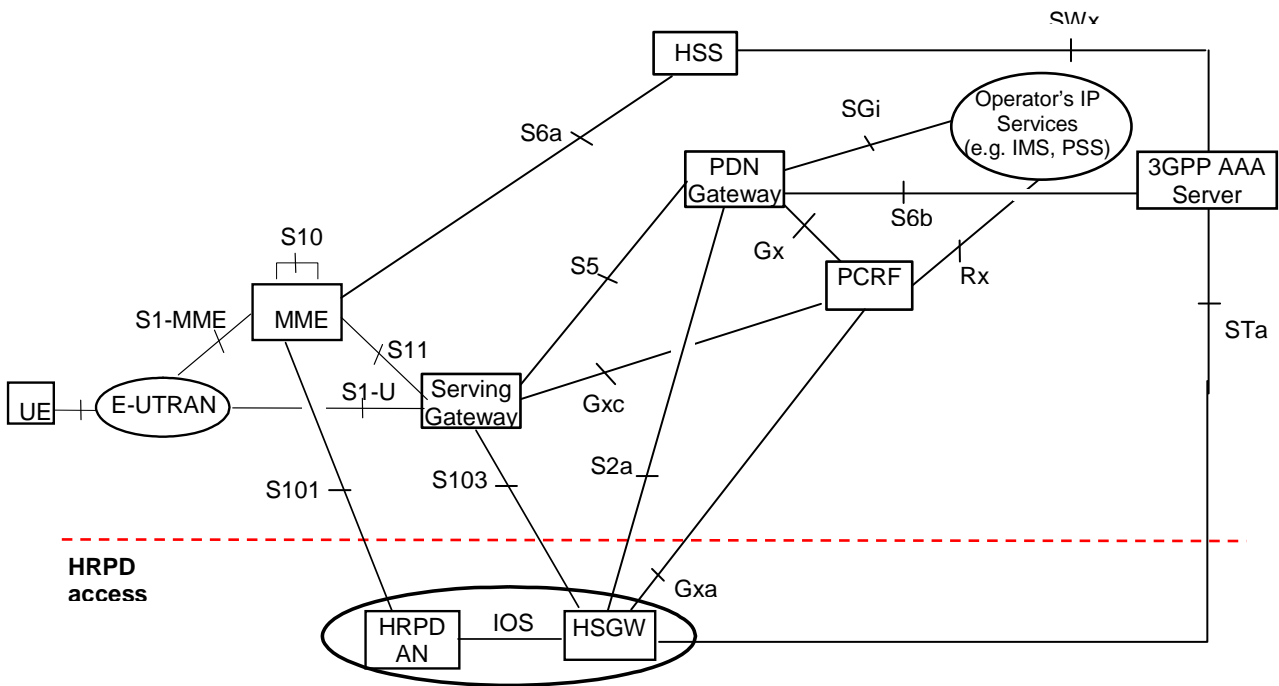 SWx
HSS
Operator's IP
Services
(e.g. IMS, PSS)
SGi
S6a
PDN
Gateway
3GPP AAA
Server
S6b
S10
Gx
S5
PCRF
Rx
S1-MME
MME
STa
S11
S1-U
Serving
Gateway
Gxc
UE
E-UTRAN
S2a
S101
S103
HRPD
access
Gxa
HRPD
AN
IOS
HSGW